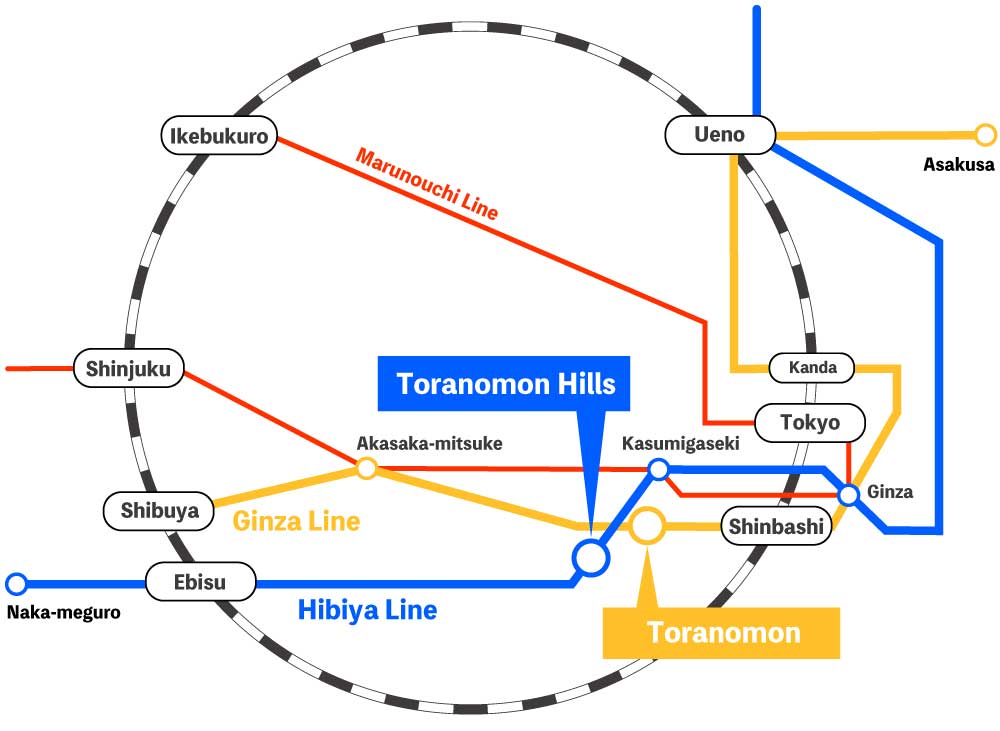 Ikebukuro
Ueno
Marunouchi Line
Asakusa
Shinjuku
Kanda
Toranomon Hills
Tokyo
Akasaka-mitsuke
Kasumigaseki
Ginza
Shibuya
Ginza Line
Shinbashi
Ebisu
Naka-meguro
Hibiya Line
Toranomon